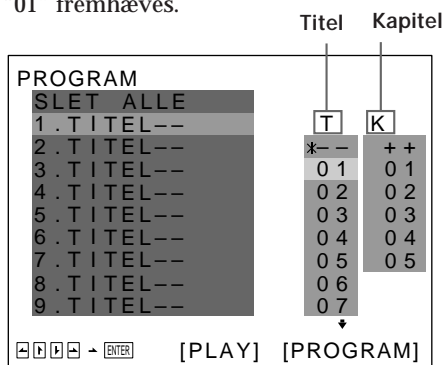 01 fremhæves.
Titel Kapitel
PROGRAM
SLET ALLE
1.TITEL–– T K
2.TITEL–– *–– ++
3.TITEL–– 01 01
4.TITEL–– 02 02
5.TITEL–– 03 03
6.TITEL–– 04 04
7.TITEL–– 05 05
8.TITEL–– 06
9.TITEL–– 07
ENTER [PLAY] [PROGRAM]